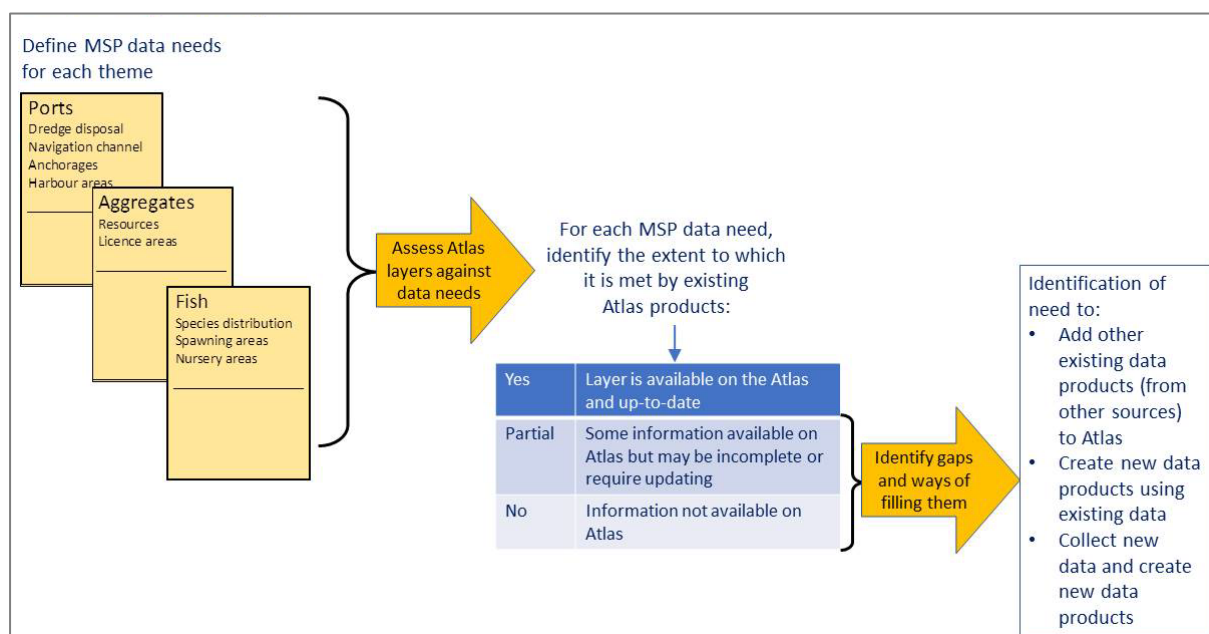 Define MSP data needs
for each theme
Ports
Dredge disposal
Navigation channel
Anchorages
Harbour areas
Aggregates
Resources
Licence areas
Fish
Species distribution
Spawning areas
Nursery areas
Assess Atlas
layers against
data needs
For each MSP data need,
identify the extent to which
it is met by existing
Atlas products:
Yes
Layer is available on the Atlas
and up-to-date
Partial
Some information available on
Atlas but may be incomplete or
require updating
No
Information not available on
Atlas
Identify gaps
and ways of
filling them
Identification of
need to:
• Add other
existing data
products (from
other sources)
to Atlas
• Create new data
products using
existing data
• Collect new
data and create
new data
products